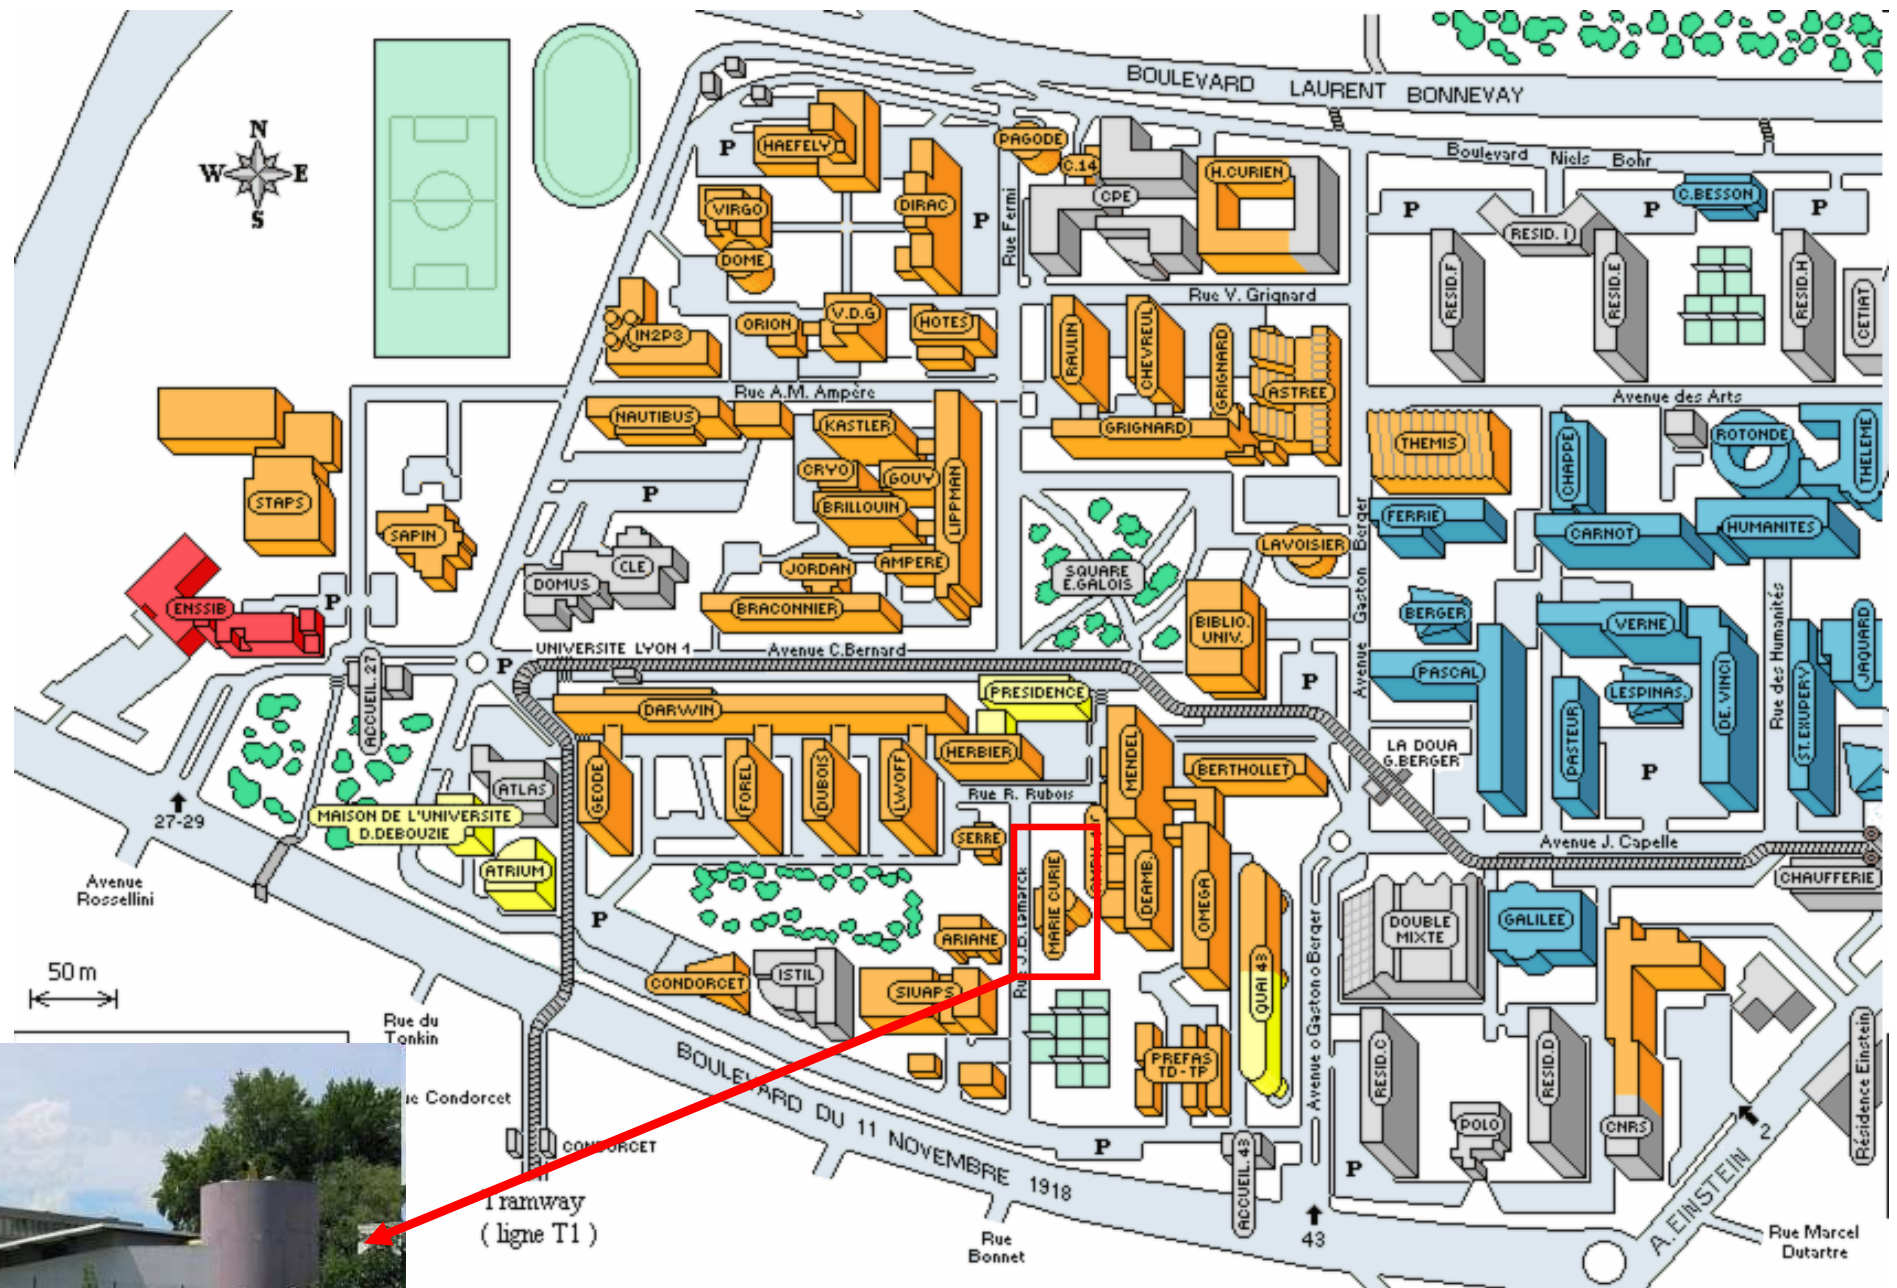 BOULEVARD LAURENT BONNEVAY
N
W E
S
Boulevard Niels Bohr
HAEFELY
P
PAGODE
C.14
CPE
H.CURIEN
C.BESSON
P
P
P
VIRGO
DIRAC
P
Rue Fermi
DOME
RESID. I
RESID.F
RESID.E
RESID.H
CETIAT
Rue V. Grignard
IN2P3
ORION
V.D.G
HOTES
RAULIN
CHEVREUL
GRIGNARD
ASTREE
Rue A.M. Ampère
Avenue des Arts
NAUTIBUS
KASTLER
GRIGNARD
THEMIS
CHAPPE
ROTONDE
THELEME
CRYO
GOUY
LIPPMAN
P
STAPS
BRILLOUIN
SAPIN
FERRIE
CARNOT
HUMANITES
LAVOISIER
Avenue Gaston Berger
DOMUS
CLE
JORDAN
AMPERE
SQUARE
E.GALOIS
ENSSIB
P
BRACONNIER
BIBLIO.
UNIV.
BERGER
VERNE
Rue des Humanités
JAQUARD
UNIVERSITE LYON 1
Avenue C.Bernard
P
ACCUEIL.27
PASCAL
PRESIDENCE
P
LESPINAS.
DE. VINCI
ST.EXUPERY
DARWIN
PASTEUR
HERBIER
MENDEL
LA DOUA
G.BERGER
P
GEODE
FOREL
DUBOIS
LWOFF
BERTHOLLET
ATLAS
Rue R. Rubois
27-29
MAISON DE L'UNIVERSITE
D.DEBOUZIE
SERRE
Avenue J. Capelle
ATRIUM
CHAUFFERIE
Avenue
Rossellini
P
Rue J.B.Lamarck
MARIE CURIE
DEAMB.
OMEGA
DOUBLE
MIXTE
GALILEE
ARIANE
50 m
CONDORCET
ISTIL
SIUAPS
QUAI 43
Avenue o Gaston o Berger
Rue du
Tonkin
PREFAS
TD - TP
RESID.C
RESID.D
Résidence Einstein
BOULEVARD DU 11 NOVEMBRE 1918
Condorcet
CONDORCET
P
POLO
CNRS
2
Tramway
( ligne T1 )
ACCUEIL.43
P
A.EINSTEIN
Rue
Bonnet
43
Rue Marcel
Dutartre